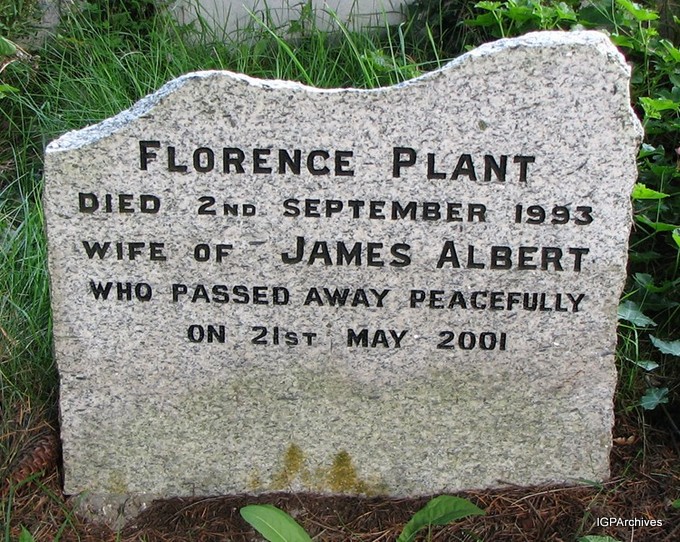 FLORENCE PLANT
DIED 2ND SEPTEMBER 1993
WIFE OF JAMES ALBERT
WHO PASSED AWAY PEACEFULLY
ON 21ST MAY 2001
IGPArchives